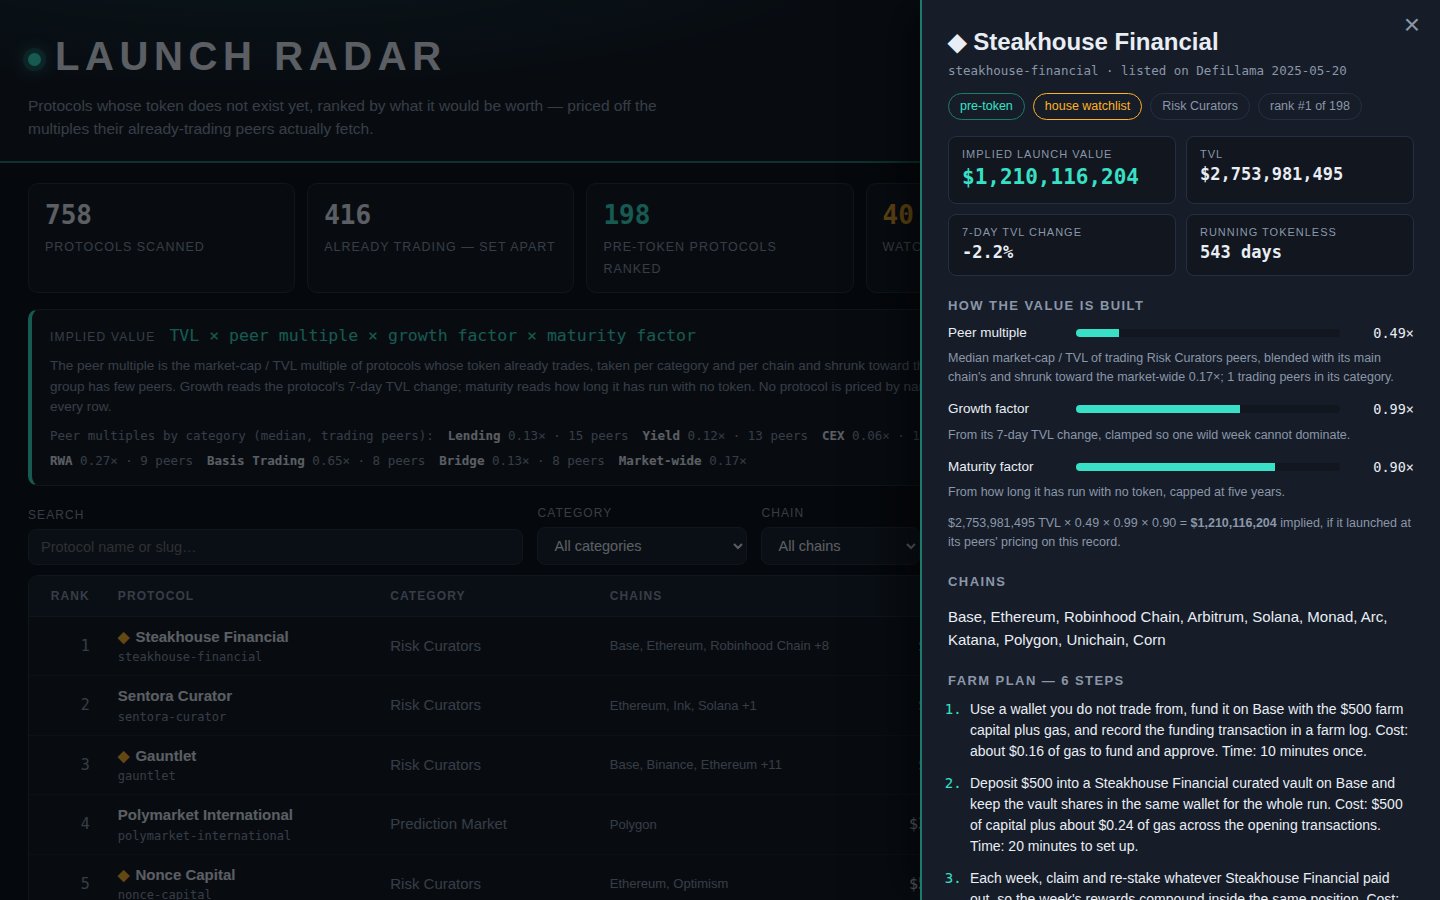 LAUNCH RADAR
Protocols whose token does not exist yet, ranked by what it would be worth — priced off the
multiples their already-trading peers actually fetch.
758
PROTOCOLS SCANNED
416
ALREADY TRADING — SET APART
198
PRE-TOKEN PROTOCOLS
RANKED
40
IMPLIED VALUE TVL × peer multiple × growth factor × maturity factor
The peer multiple is the market-cap / TVL multiple of protocols whose token already trades, taken per category and per chain and shrunk toward
group has few peers. Growth reads the protocol's 7-day TVL change; maturity reads how long it has run with no token. No protocol is priced by
every row.
Peer multiples by category (median, trading peers): Lending 0.13× · 15 peers Yield 0.12× · 13 peers CEX 0.06× ·
RWA 0.27× · 9 peers Basis Trading 0.65× · 8 peers Bridge 0.13× · 8 peers Market-wide 0.17×
SEARCH
CATEGORY
CHAIN
Protocol name or slug…
All categories
All chains
RANK PROTOCOL CATEGORY CHAINS
1 ◆ Steakhouse Financial Risk Curators Base, Ethereum, Robinhood Chain +8
steakhouse-financial
2 Sentora Curator Risk Curators Ethereum, Ink, Solana +1
sentora-curator
3 ◆ Gauntlet Risk Curators Base, Binance, Ethereum +11
gauntlet
4 Polymarket International Prediction Market Polygon
polymarket-international
5 ◆ Nonce Capital Risk Curators Ethereum, Optimism
nonce-capital
✕
◆ Steakhouse Financial
steakhouse-financial · listed on DefiLlama 2025-05-20
pre-token
house watchlist
Risk Curators
rank #1 of 198
IMPLIED LAUNCH VALUE
$1,210,116,204
TVL
$2,753,981,495
7-DAY TVL CHANGE
-2.2%
RUNNING TOKENLESS
543 days
HOW THE VALUE IS BUILT
Peer multiple 0.49×
Median market-cap / TVL of trading Risk Curators peers, blended with its main
chain's and shrunk toward the market-wide 0.17×; 1 trading peers in its category.
Growth factor 0.99×
From its 7-day TVL change, clamped so one wild week cannot dominate.
Maturity factor 0.90×
From how long it has run with no token, capped at five years.
$2,753,981,495 TVL × 0.49 × 0.99 × 0.90 = $1,210,116,204 implied, if it launched at
its peers' pricing on this record.
CHAINS
Base, Ethereum, Robinhood Chain, Arbitrum, Solana, Monad, Arc,
Katana, Polygon, Unichain, Corn
FARM PLAN — 6 STEPS
1. Use a wallet you do not trade from, fund it on Base with the $500 farm
capital plus gas, and record the funding transaction in a farm log. Cost:
about $0.16 of gas to fund and approve. Time: 10 minutes once.
2. Deposit $500 into a Steakhouse Financial curated vault on Base and
keep the vault shares in the same wallet for the whole run. Cost: $500
of capital plus about $0.24 of gas across the opening transactions.
Time: 20 minutes to set up.
3. Each week, claim and re-stake whatever Steakhouse Financial paid
out, so the week's rewards compound inside the same position. Cost: